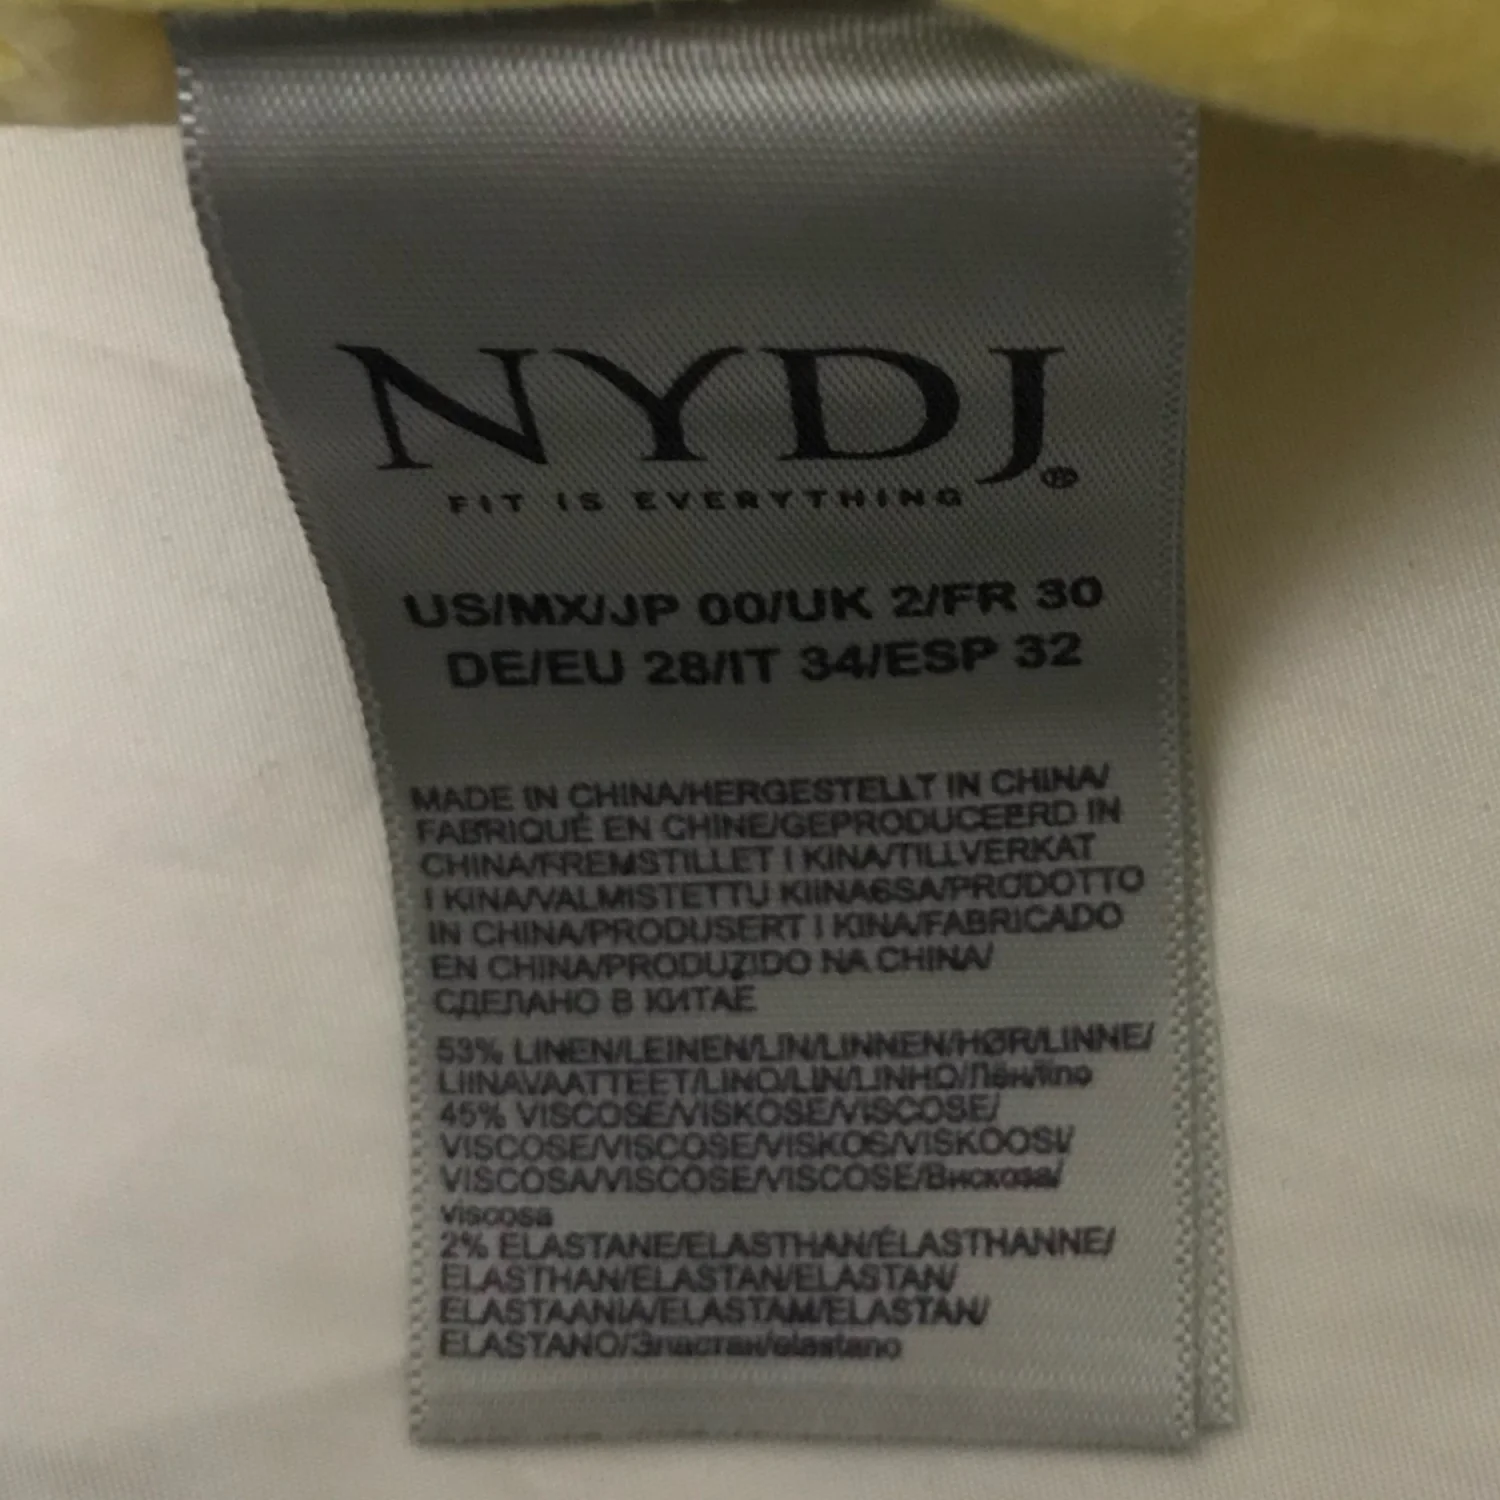 NYDJ®
FIT IS EVERYTHING
US/MX/JP 00/UK 2/FR 30
DE/EU 28/IT 34/ESP 32
MADE IN CHINA/HERGESTELLT IN CHINA/
FABRIQUÉ EN CHINE/GEPRODUCEERD IN
CHINA/FREMSTILLET I KINA/TILLVERKAT
I KINA/VALMISTETTU KIINASSA/PRODOTTO
IN CHINA/PRODUSERT I KINA/FABRICADO
EN CHINA/PRODUZIDO NA CHINA/
СДЕЛАНО В КИТАЕ
53% LINEN/LEINEN/LIN/LINNEN/HØR/LINNE/
LIINAVAATTEET/LINO/LIN/LINHO/Лён/lino
45% VISCOSE/VISKOSE/VISCOSE/
VISCOSE/VISCOSE/VISKOS/VISKOOSI/
VISCOSA/VISCOSE/VISCOSE/Вискоза/
viscosa
2% ELASTANE/ELASTHAN/ÉLASTHANNE/
ELASTHAN/ELASTAN/ELASTAN/
ELASTAANIA/ELASTAM/ELASTAN/
ELASTANO/Эластан/elastano